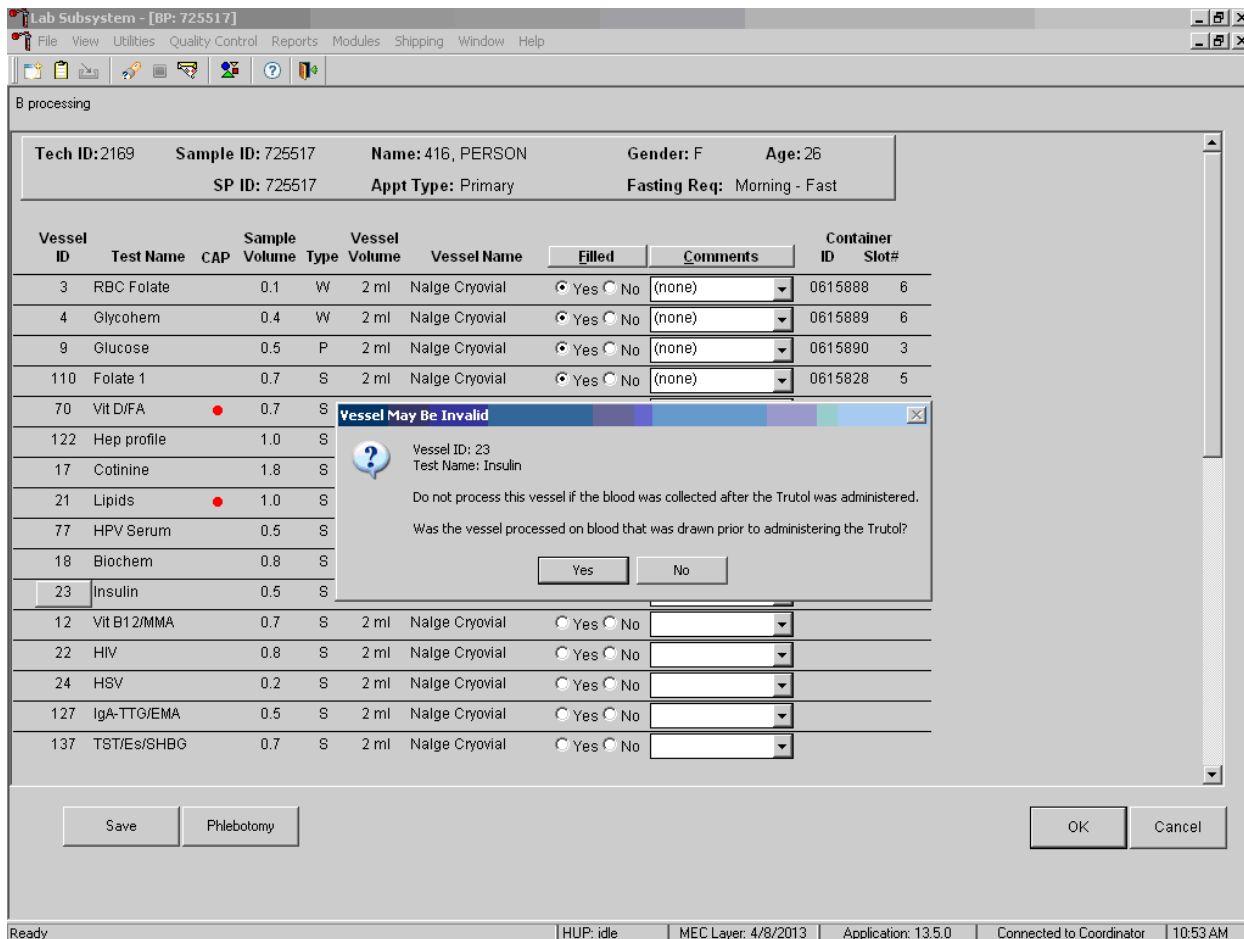 Lab Subsystem - [BP: 725517]
File View Utilities Quality Control Reports Modules Shipping Window Help
B processing
Tech ID: 2169 Sample ID: 725517 Name: 416, PERSON Gender: F Age: 26
SP ID: 725517 Appt Type: Primary Fasting Req: Morning - Fast
Vessel Sample Vessel Container
ID Test Name CAP Volume Type Volume Vessel Name Filled Comments ID Slot#
3 RBC Folate 0.1 W 2 ml Nalge Cryovial Yes No (none) 0615888 6
4 Glycohem 0.4 W 2 ml Nalge Cryovial Yes No (none) 0615889 6
9 Glucose 0.5 P 2 ml Nalge Cryovial Yes No (none) 0615890 3
110 Folate 1 0.7 S 2 ml Nalge Cryovial Yes No (none) 0615828 5
70 Vit D/FA 0.7 S
122 Hep profile 1.0 S
17 Cotinine 1.8 S
21 Lipids 1.0 S
77 HPV Serum 0.5 S
18 Biochem 0.8 S
23 Insulin 0.5 S
Vessel May Be Invalid
Vessel ID: 23
Test Name: Insulin
Do not process this vessel if the blood was collected after the Trutol was administered.
Was the vessel processed on blood that was drawn prior to administering the Trutol?
Yes No
12 Vit B12/MMA 0.7 S 2 ml Nalge Cryovial Yes No
22 HIV 0.8 S 2 ml Nalge Cryovial Yes No
24 HSV 0.2 S 2 ml Nalge Cryovial Yes No
127 IgA-TTG/EMA 0.5 S 2 ml Nalge Cryovial Yes No
137 TST/Es/SHBG 0.7 S 2 ml Nalge Cryovial Yes No
Save Phlebotomy OK Cancel
Ready HUP: idle MEC Layer: 4/8/2013 Application: 13.5.0 Connected to Coordinator 10:53 AM